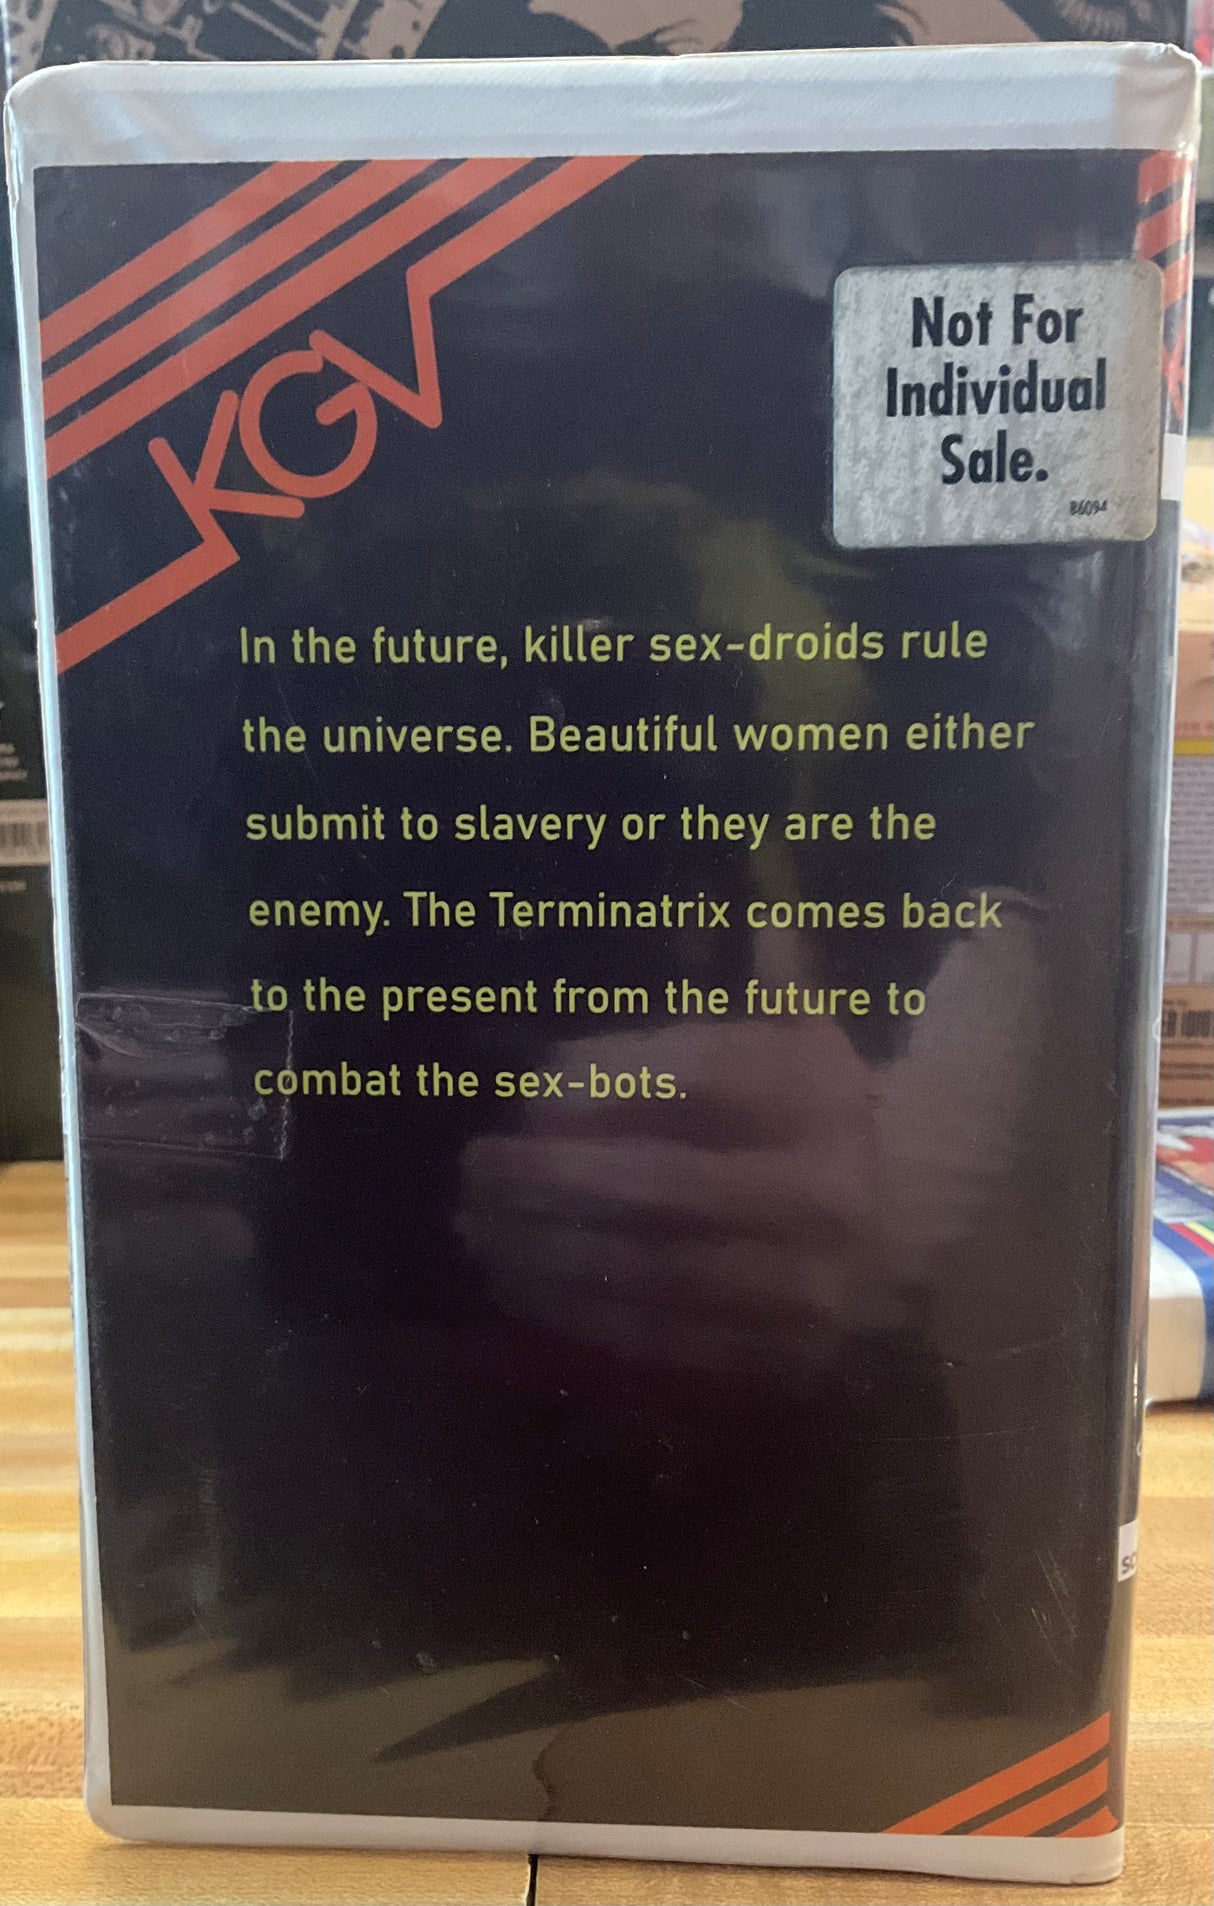 KGV
Not For
Individual
Sale.
B6094
In the future, killer sex-droids rule
the universe. Beautiful women either
submit to slavery or they are the
enemy. The Terminatrix comes back
to the present from the future to
combat the sex-bots.